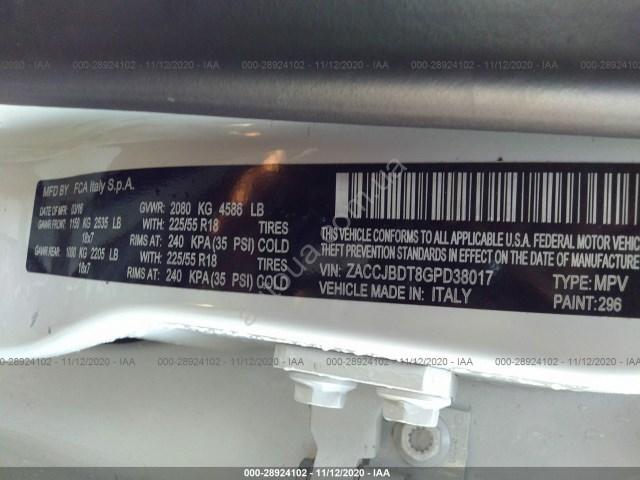 000-28924102 - 11/12/2020 - IAA
000-28924102 - 11/12/2020 - IAA
000-28924102 - 11/12/2020 - IAA
MFD BY FCA Italy S.p.A.
DATE OF MFR: 03/16 GVWR: 2080 KG 4586 LB
GAWR FRONT: 1150 KG 2535 LB WITH: 225/55 R18 TIRES
18x7 RIMS AT: 240 KPA (35 PSI) COLD
GAWR REAR: 1000 KG 2205 LB WITH: 225/55 R18 TIRES
18x7 RIMS AT: 240 KPA (35 PSI) COLD
THIS VEHICLE CONFORMS TO ALL APPLICABLE U.S.A. FEDERAL MOTOR VEHICLE
THEFT PREVENTION STANDARDS IN EFFECT ON THE DATE OF MANUFACTURE
VIN: ZACCJBDT8GPD38017 TYPE: MPV
VEHICLE MADE IN: ITALY PAINT: 296
000-28924102 - 11/12/2020 - IAA
000-28924102 - 11/12/2020 - IAA
000-28924102 - 11/12/2020 - IAA
000-28924102 - 11/12/2020 - IAA